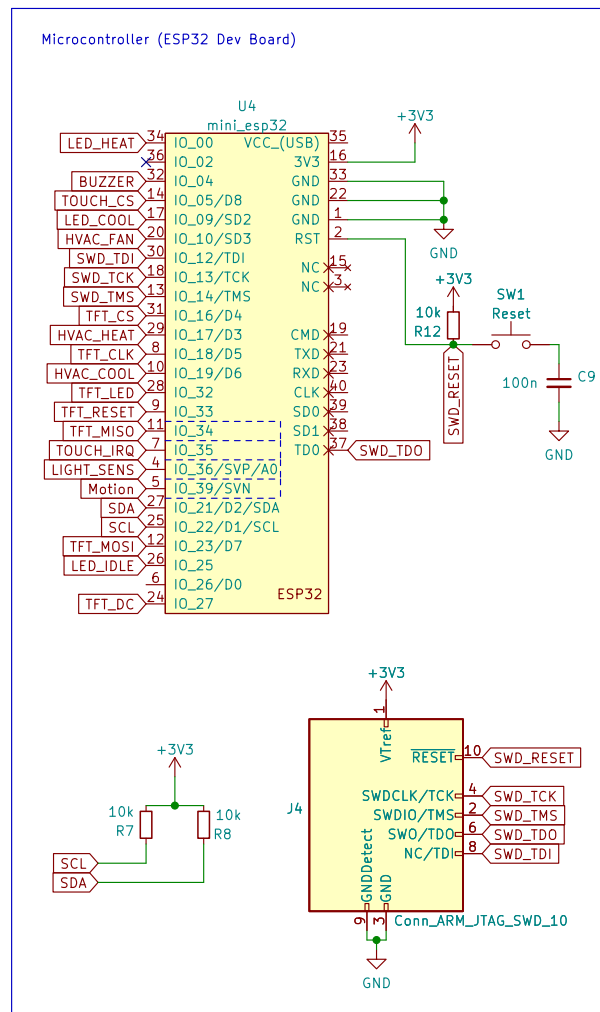 Microcontroller (ESP32 Dev Board)
U4
mini_esp32
+3V3
LED_HEAT 34 IO_00 VCC_(USB) 35
36 IO_02 3V3 16
BUZZER 32 IO_04 GND 33
TOUCH_CS 14 IO_05/D8 GND 22
LED_COOL 17 IO_09/SD2 GND 1
HVAC_FAN 20 IO_10/SD3 RST 2
GND
SWD_TDI 30 IO_12/TDI
SWD_TCK 18 IO_13/TCK NC 15
SWD_TMS 13 IO_14/TMS NC 3
+3V3
SW1
Reset
TFT_CS 31 IO_16/D4
10k
R12
HVAC_HEAT 29 IO_17/D3 CMD 19
TFT_CLK 8 IO_18/D5 TXD 21
HVAC_COOL 10 IO_19/D6 RXD 23
SWD_RESET
100n
C9
TFT_LED 28 IO_32 CLK 40
TFT_RESET 9 IO_33 SD0 39
TFT_MISO 11 IO_34 SD1 38
TOUCH_IRQ 7 IO_35 TD0 37 SWD_TDO
GND
LIGHT_SENS 4 IO_36/SVP/A0
Motion 5 IO_39/SVN
SDA 27 IO_21/D2/SDA
SCL 25 IO_22/D1/SCL
TFT_MOSI 12 IO_23/D7
LED_IDLE 26 IO_25
6 IO_26/D0
ESP32
TFT_DC 24 IO_27
+3V3
1
VTref
RESET 10 SWD_RESET
SWDCLK/TCK 4 SWD_TCK
SWDIO/TMS 2 SWD_TMS
SWO/TDO 6 SWD_TDO
NC/TDI 8 SWD_TDI
J4
GNDDetect
GND
9
3
Conn_ARM_JTAG_SWD_10
GND
+3V3
10k
R7
10k
R8
SCL
SDA